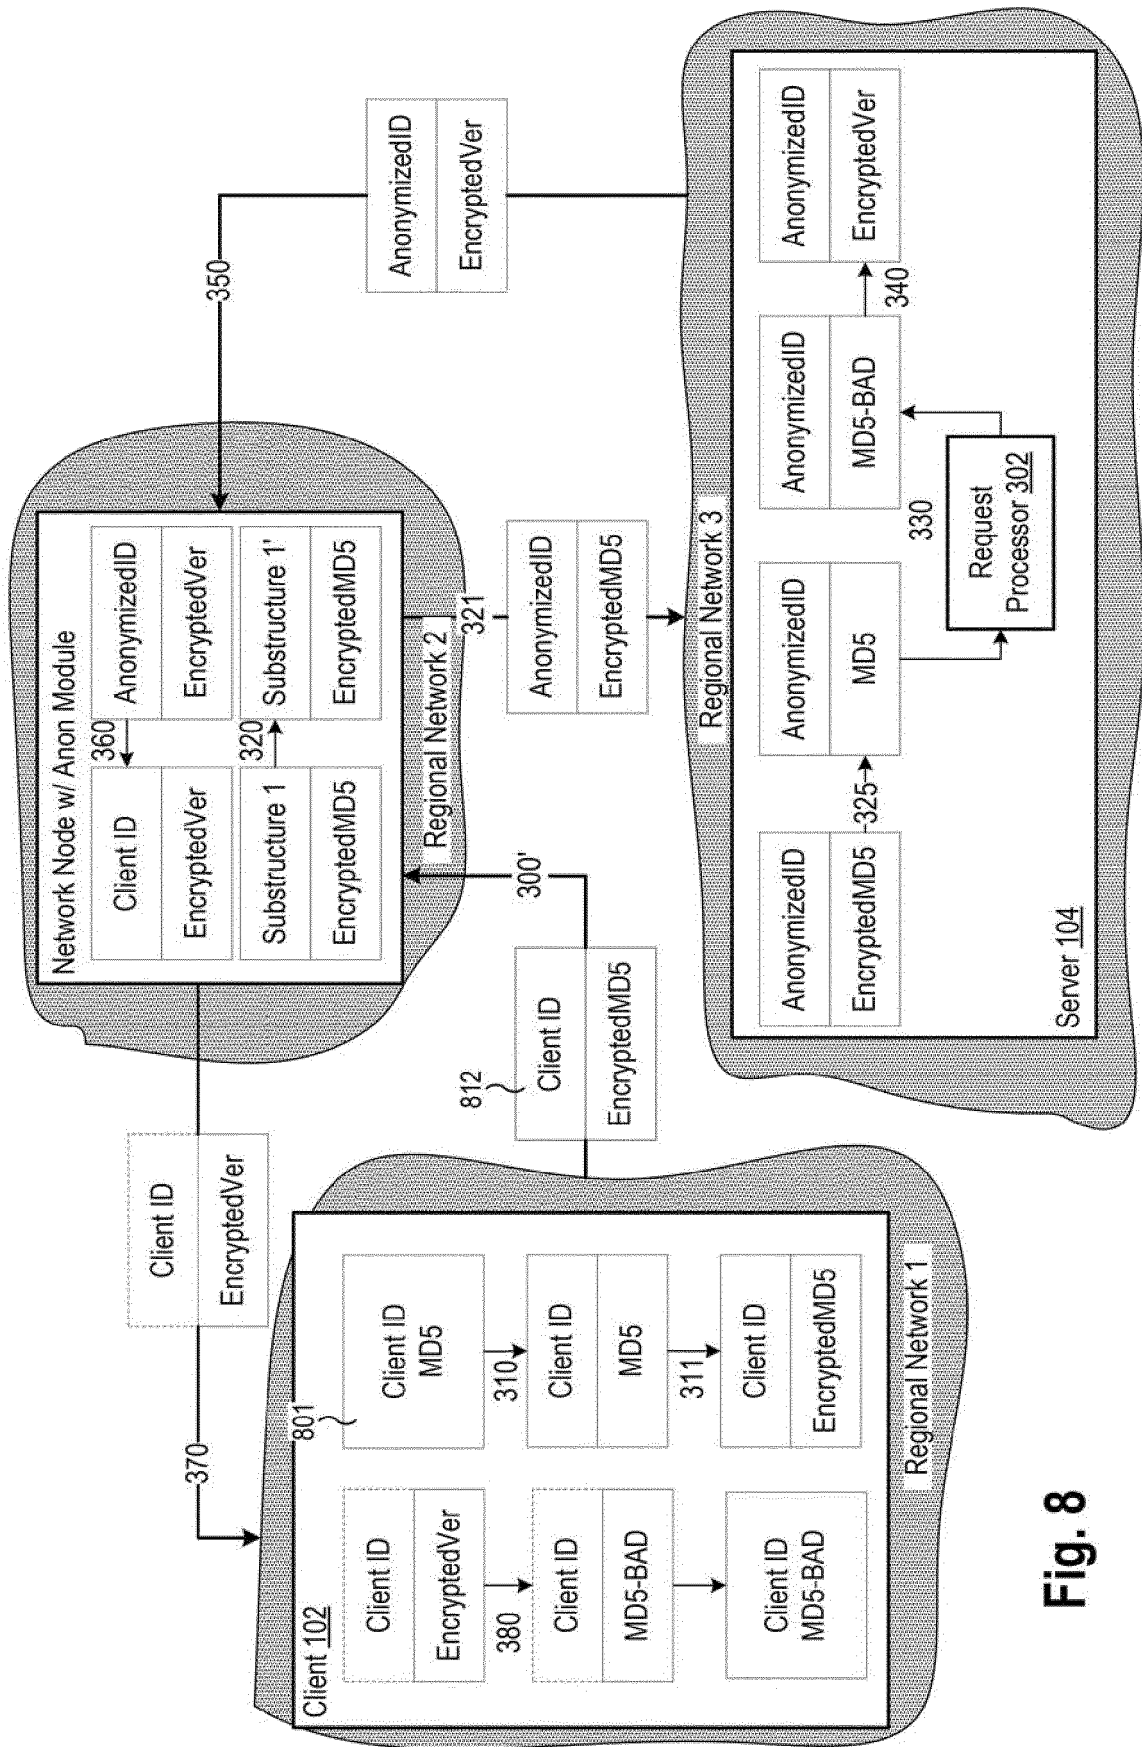 Network Node w/ Anon Module
Client ID
EncryptedVer
360
AnonymizedID
EncryptedVer
Substructure 1
EncryptedMD5
320
Substructure 1'
EncryptedMD5
Regional Network 2
350
AnonymizedID
EncryptedVer
370
Client ID
EncryptedVer
812
Client ID
EncryptedMD5
300'
321
AnonymizedID
EncryptedMD5
Client 102
Client ID
EncryptedVer
380
Client ID
MD5-BAD
Client ID
MD5-BAD
801
Client ID
MD5
310
Client ID
MD5
311
Client ID
EncryptedMD5
Regional Network 1
Regional Network 3
AnonymizedID
EncryptedMD5
325
AnonymizedID
MD5
330
Request
Processor 302
AnonymizedID
MD5-BAD
340
AnonymizedID
EncryptedVer
Server 104
Fig. 8